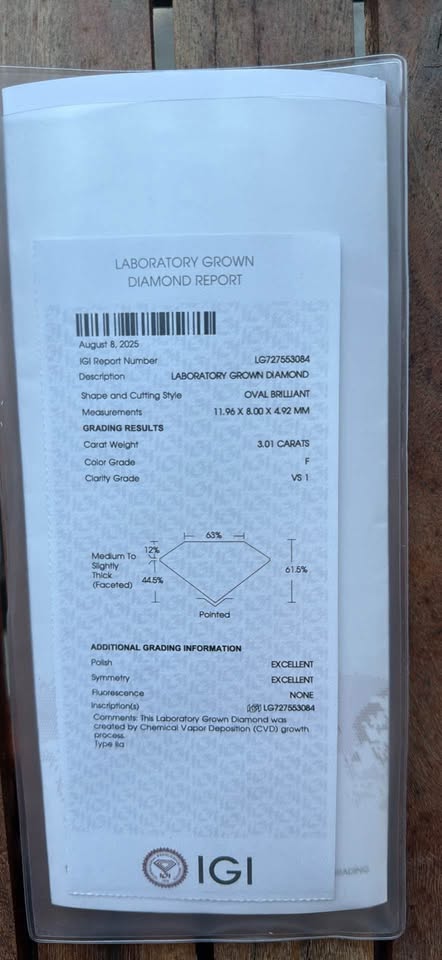 LABORATORY GROWN
DIAMOND REPORT
August 8, 2025
IGI Report Number LG727553084
Description LABORATORY GROWN DIAMOND
Shape and Cutting Style OVAL BRILLIANT
Measurements 11.96 X 8.00 X 4.92 MM
GRADING RESULTS
Carat Weight 3.01 CARATS
Color Grade F
Clarity Grade VS 1
63%
12%
Medium To
Slightly
Thick
(Faceted)
44.5%
61.5%
Pointed
ADDITIONAL GRADING INFORMATION
Polish EXCELLENT
Symmetry EXCELLENT
Fluorescence NONE
Inscription(s) LG727553084
Comments: This Laboratory Grown Diamond was
created by Chemical Vapor Deposition (CVD) growth
process.
Type IIa
IGI